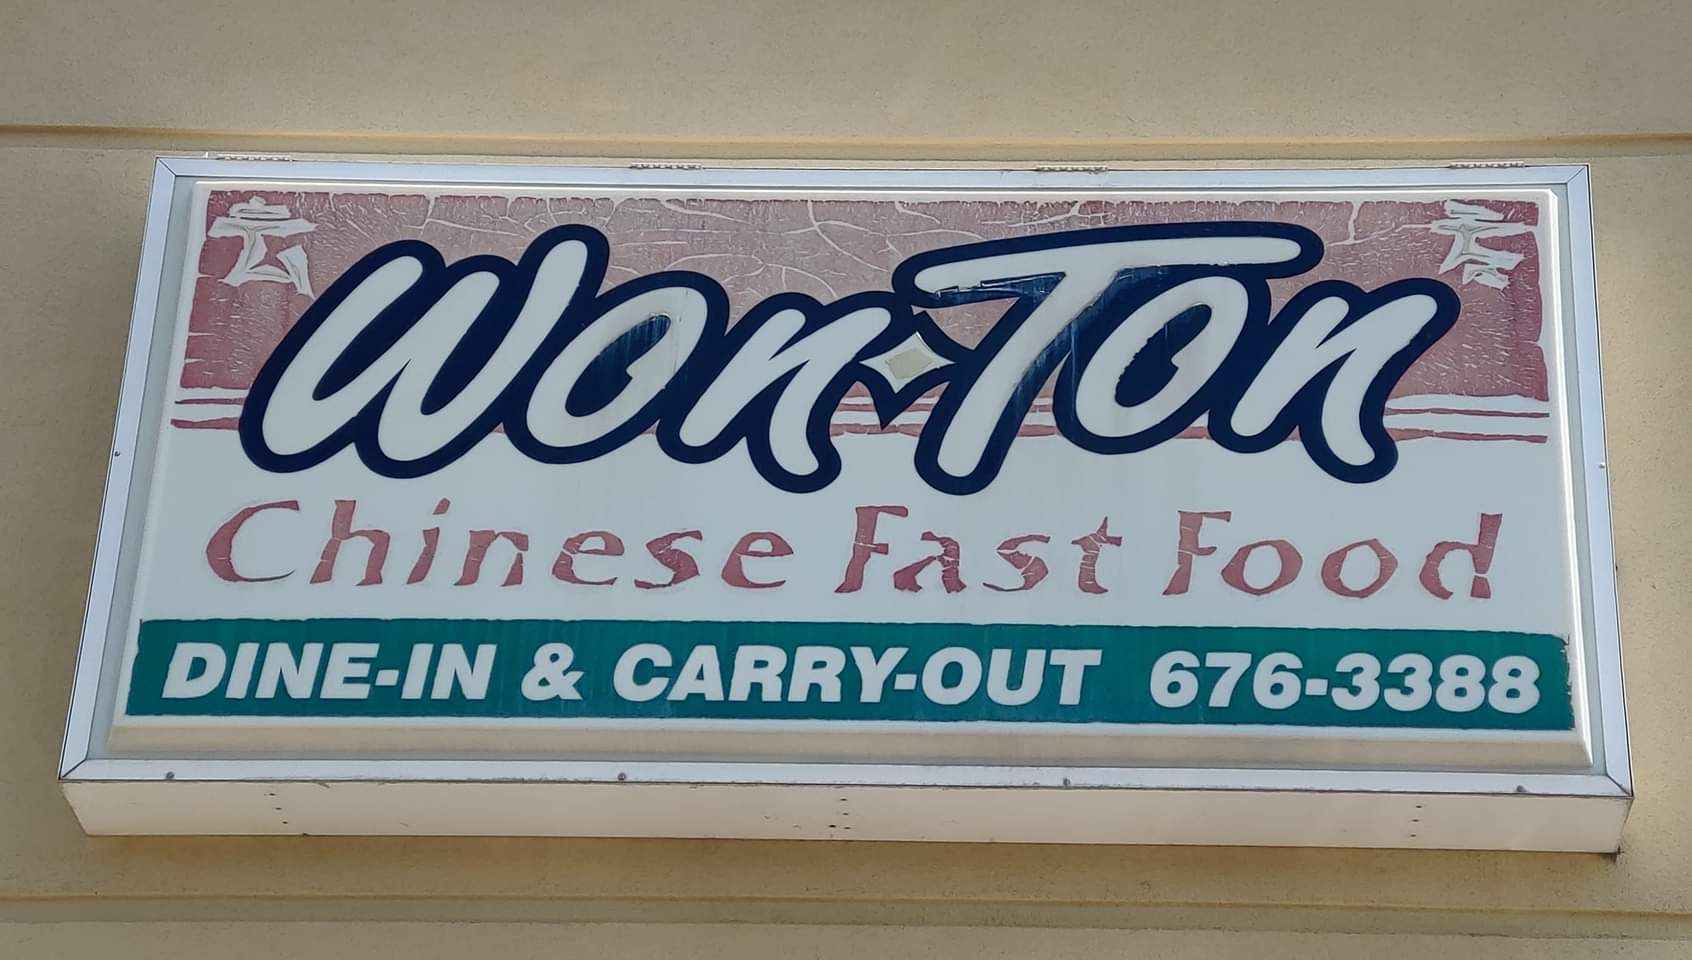 Won·Ton
Chinese Fast Food
DINE-IN & CARRY-OUT 676-3388